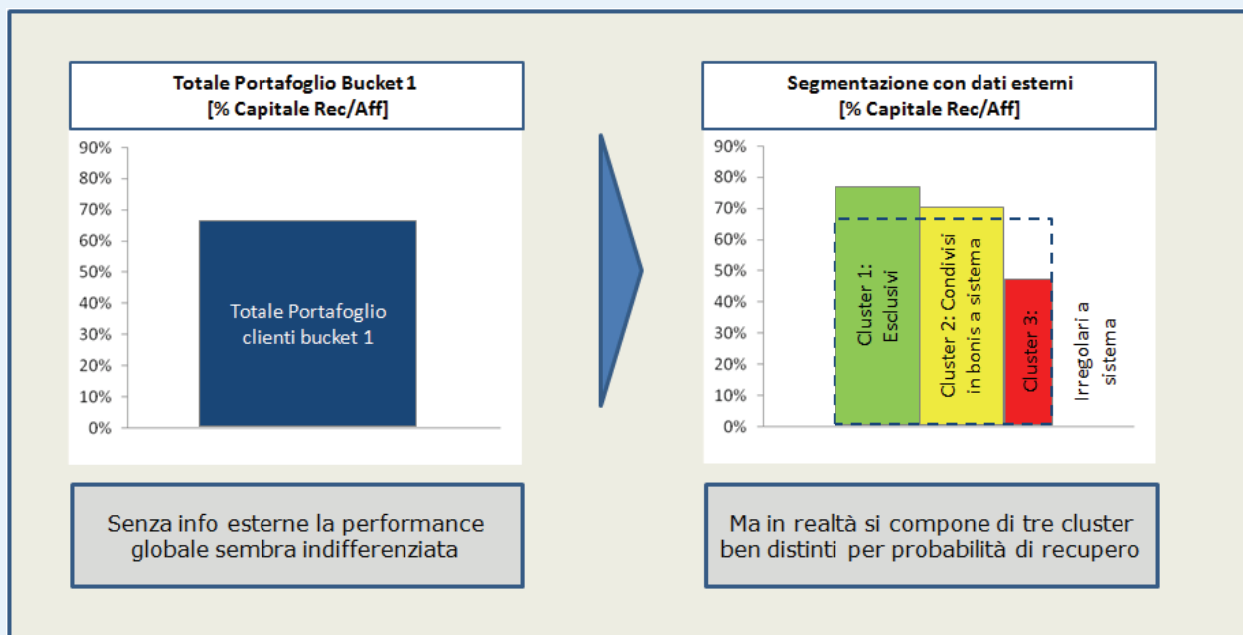 Totale Portafoglio Bucket 1
[% Capitale Rec/Aff]
90%
80%
70%
60%
50%
40%
30%
20%
10%
0%
Totale Portafoglio
clienti bucket 1
Senza info esterne la performance
globale sembra indifferenziata
Segmentazione con dati esterni
[% Capitale Rec/Aff]
90%
80%
70%
60%
50%
40%
30%
20%
10%
0%
Cluster 1:
Esclusivi
Cluster 2: Condivisi
in bonis a sistema
Cluster 3:
Irregolari a
sistema
Ma in realtà si compone di tre cluster
ben distinti per probabilità di recupero